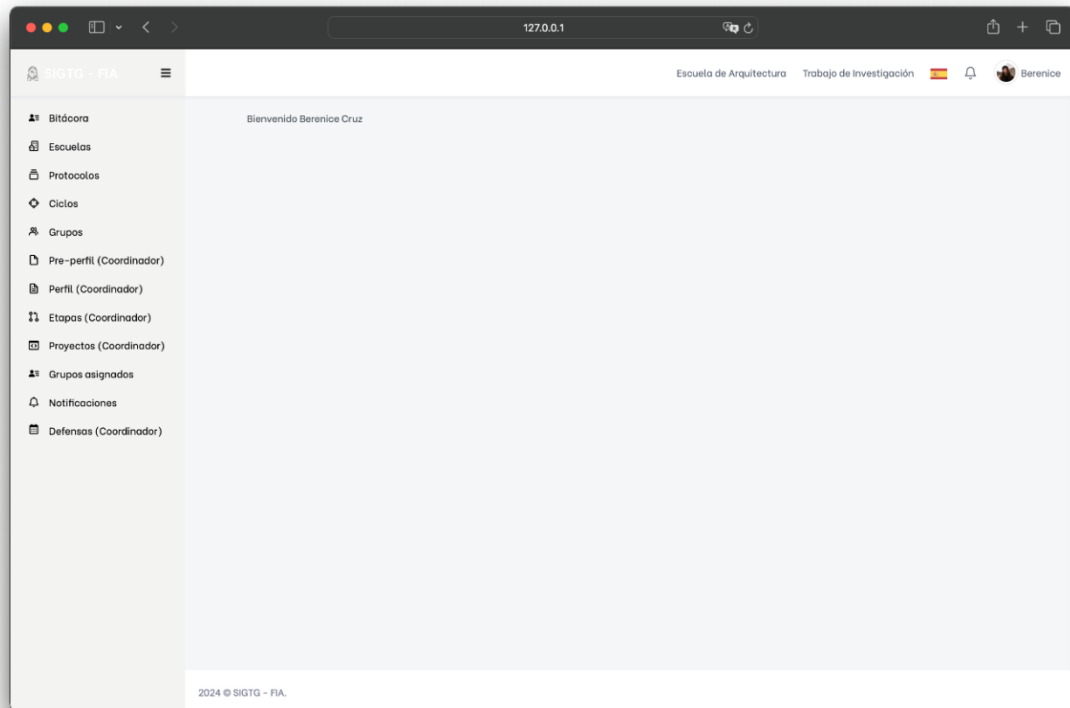 127.0.0.1
SIGTG - FIA
Escuela de Arquitectura Trabajo de Investigación Berenice
Bitácora
Escuelas
Protocolos
Ciclos
Grupos
Pre-perfil (Coordinador)
Perfil (Coordinador)
Etapas (Coordinador)
Proyectos (Coordinador)
Grupos asignados
Notificaciones
Defensas (Coordinador)
Bienvenido Berenice Cruz
2024 © SIGTG - FIA.